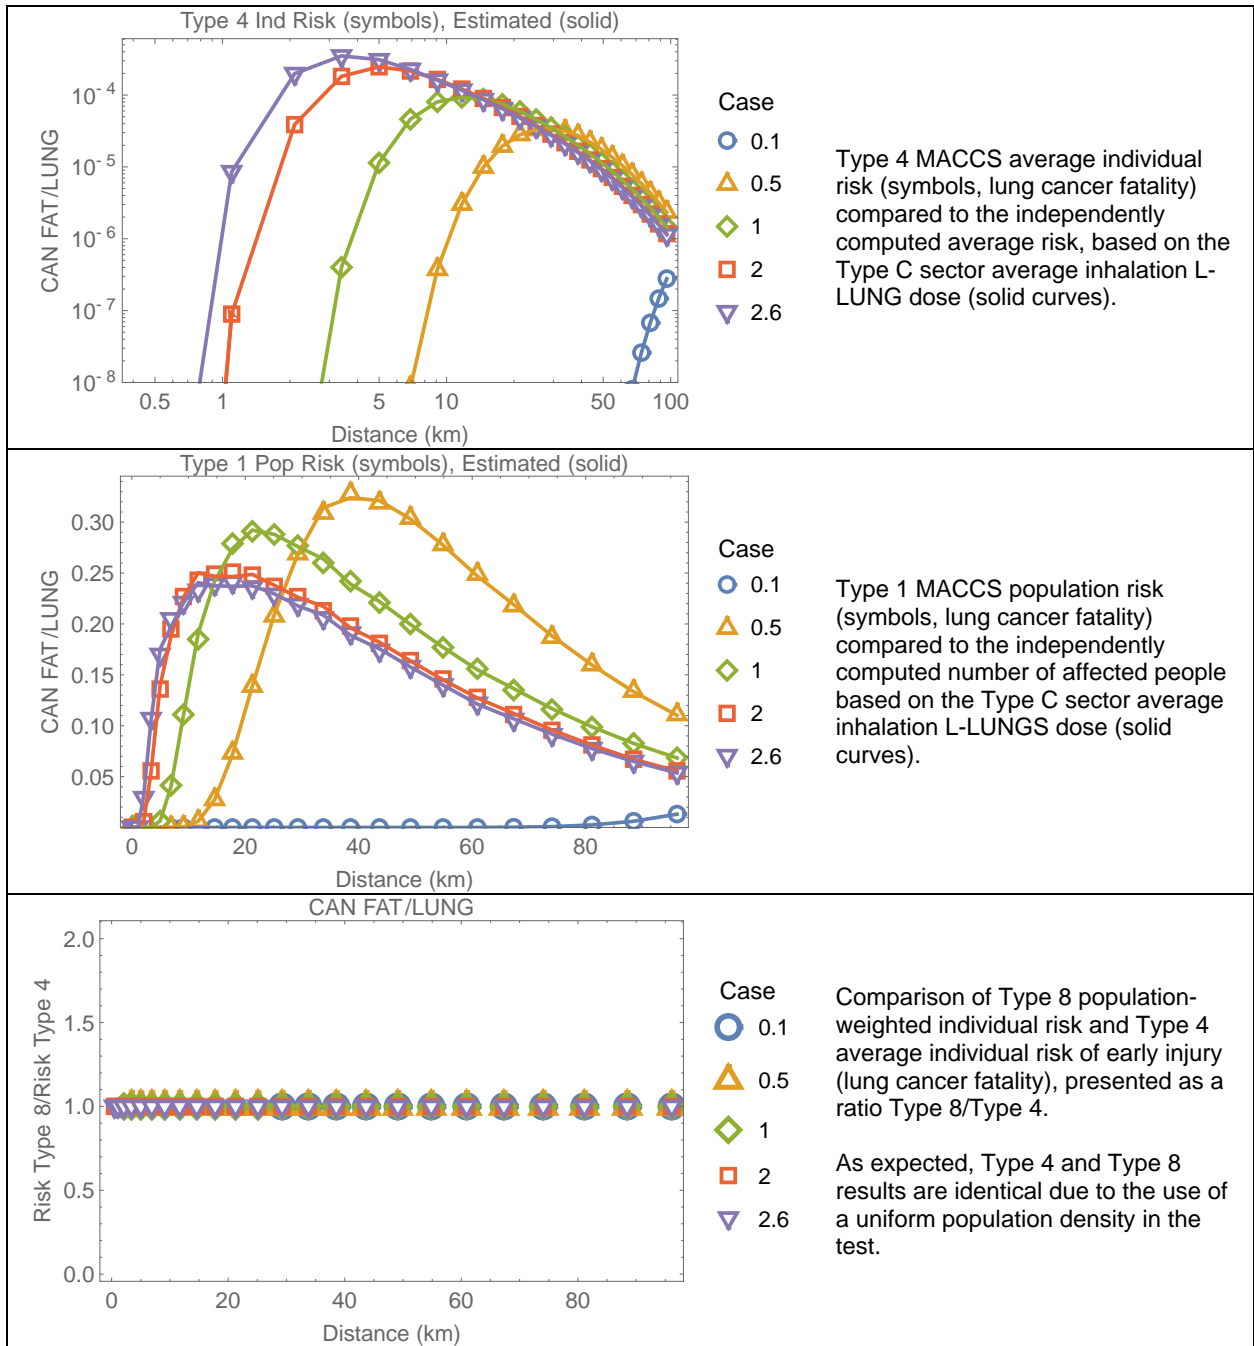 Type 4 Ind Risk (symbols), Estimated (solid)
CAN FAT/LUNG
10-4
10-5
10-6
10-7
10-8
0.5 1 5 10 50 100
Distance (km)
Case
0.1
0.5
1
2
2.6
Type 4 MACCS average individual
risk (symbols, lung cancer fatality)
compared to the independently
computed average risk, based on the
Type C sector average inhalation L-
LUNG dose (solid curves).
Type 1 Pop Risk (symbols), Estimated (solid)
CAN FAT/LUNG
0.30
0.25
0.20
0.15
0.10
0.05
0 20 40 60 80
Distance (km)
Case
0.1
0.5
1
2
2.6
Type 1 MACCS population risk
(symbols, lung cancer fatality)
compared to the independently
computed number of affected people
based on the Type C sector average
inhalation L-LUNGS dose (solid
curves).
CAN FAT/LUNG
Risk Type 8/Risk Type 4
2.0
1.5
1.0
0.5
0.0
0 20 40 60 80
Distance (km)
Case
0.1
0.5
1
2
2.6
Comparison of Type 8 population-
weighted individual risk and Type 4
average individual risk of early injury
(lung cancer fatality), presented as a
ratio Type 8/Type 4.
As expected, Type 4 and Type 8
results are identical due to the use of
a uniform population density in the
test.